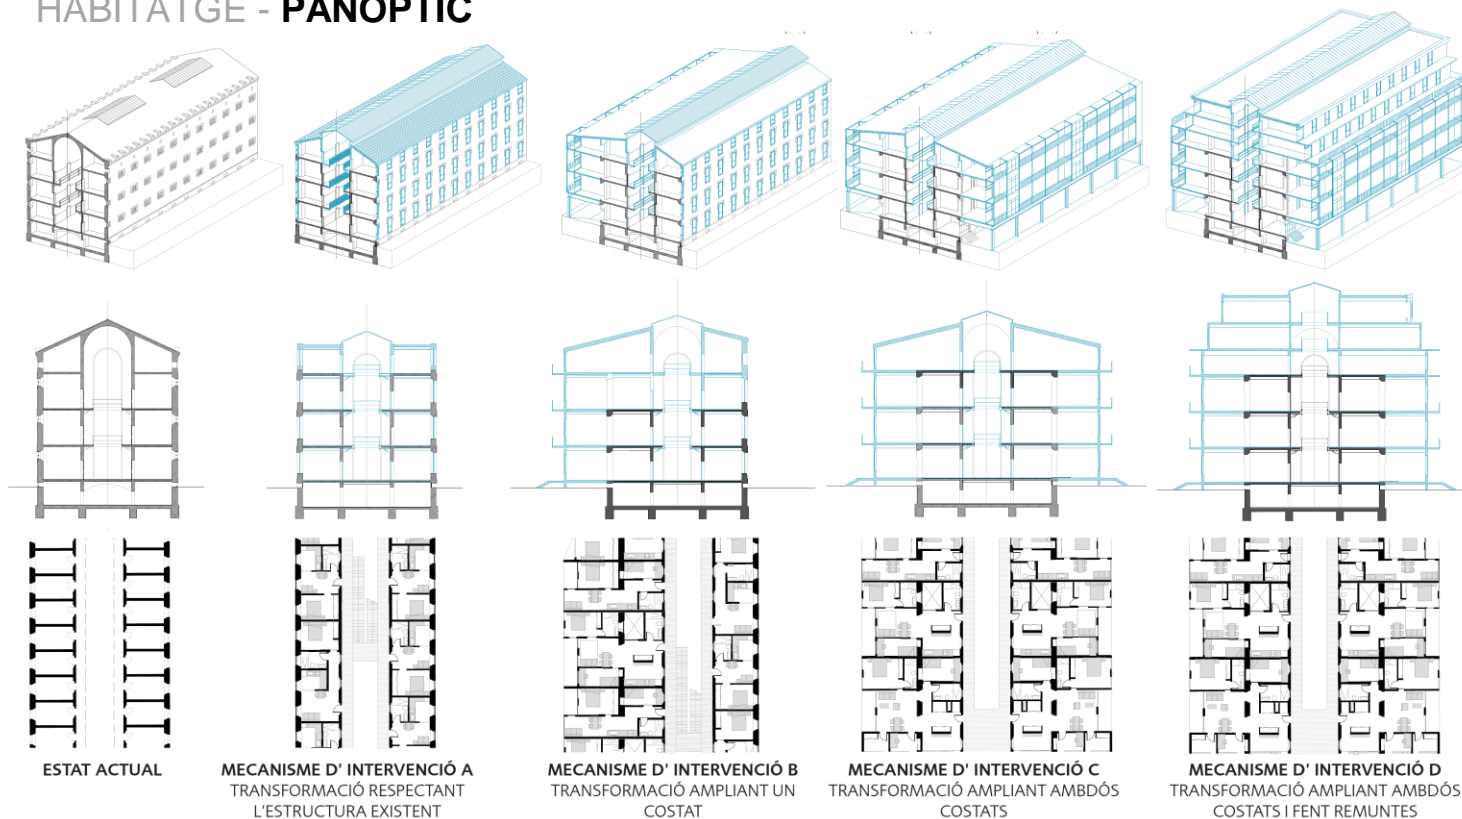 HABITATGE - PANÒPTIC
ESTAT ACTUAL
MECANISME D' INTERVENCIÓ A
TRANSFORMACIÓ RESPECTANT
L'ESTRUCTURA EXISTENT
MECANISME D' INTERVENCIÓ B
TRANSFORMACIÓ AMPLIANT UN
COSTAT
MECANISME D' INTERVENCIÓ C
TRANSFORMACIÓ AMPLIANT AMBDÓS
COSTATS
MECANISME D' INTERVENCIÓ D
TRANSFORMACIÓ AMPLIANT AMBDÓS
COSTATS I FENT REMUNTES